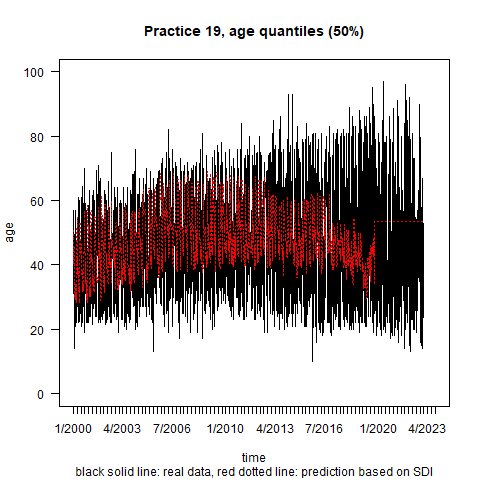 Practice 19, age quantiles (50%)
age
100
80
60
40
20
0
1/2000 4/2003 7/2006 1/2010 4/2013 7/2016 1/2020 4/2023
time
black solid line: real data, red dotted line: prediction based on SDI